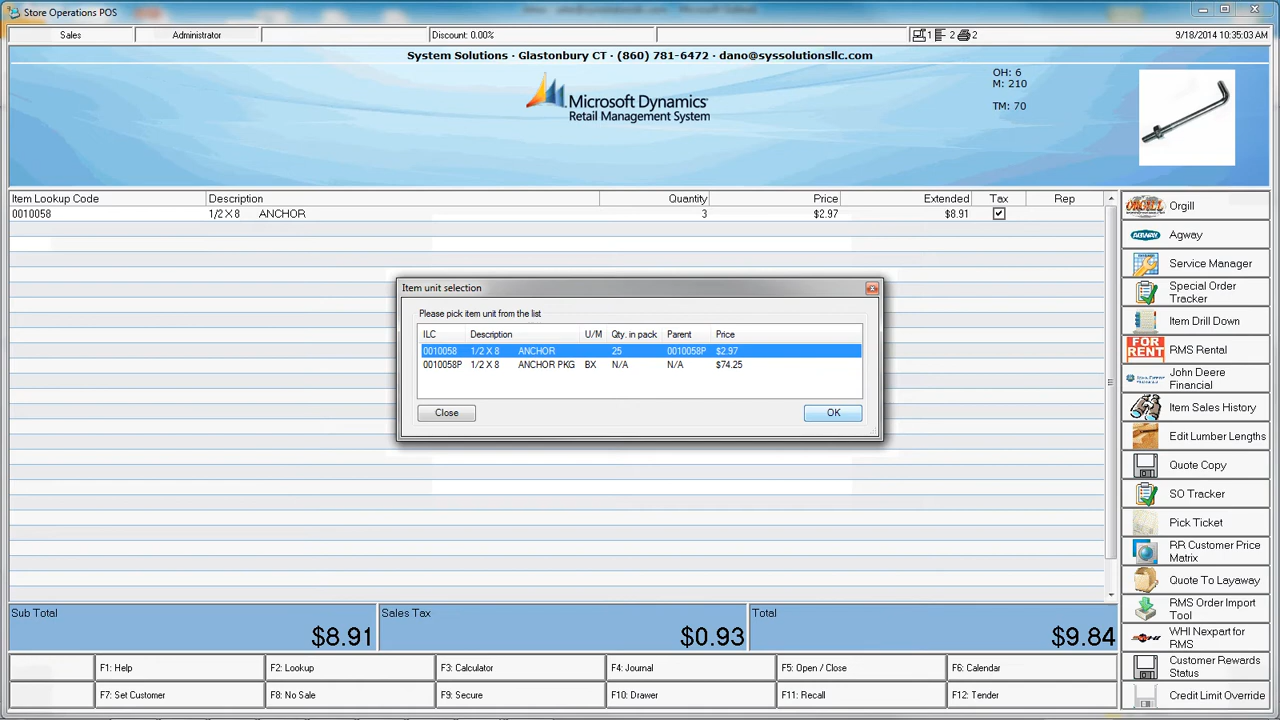 Store Operations POS
Sales Administrator Discount: 0.00% 1 2 2 9/18/2014 10:35:03 AM
System Solutions · Glastonbury CT · (860) 781-6472 · dano@syssolutionsllc.com
Microsoft Dynamics
Retail Management System
OH: 6
M: 210
TM: 70
Item Lookup Code Description Quantity Price Extended Tax Rep
0010058 1/2 X 8 ANCHOR 3 $2.97 $8.91
Item unit selection
Please pick item unit from the list
ILC Description U/M Qty. in pack Parent Price
0010058 1/2 X 8 ANCHOR 25 0010058P $2.97
0010058P 1/2 X 8 ANCHOR PKG BX N/A N/A $74.25
Close OK
ORGILL Orgill
AGWAY Agway
Service Manager
Special Order
Tracker
Item Drill Down
FOR
RENT
RMS Rental
John Deere
Financial
Item Sales History
Edit Lumber Lengths
Quote Copy
SO Tracker
Pick Ticket
RR Customer Price
Matrix
Quote To Layaway
RMS Order Import
Tool
WHI Nexpart for
RMS
Customer Rewards
Status
Credit Limit Override
Sub Total Sales Tax Total
$8.91 $0.93 $9.84
F1: Help F2: Lookup F3: Calculator F4: Journal F5: Open / Close F6: Calendar
F7: Set Customer F8: No Sale F9: Secure F10: Drawer F11: Recall F12: Tender